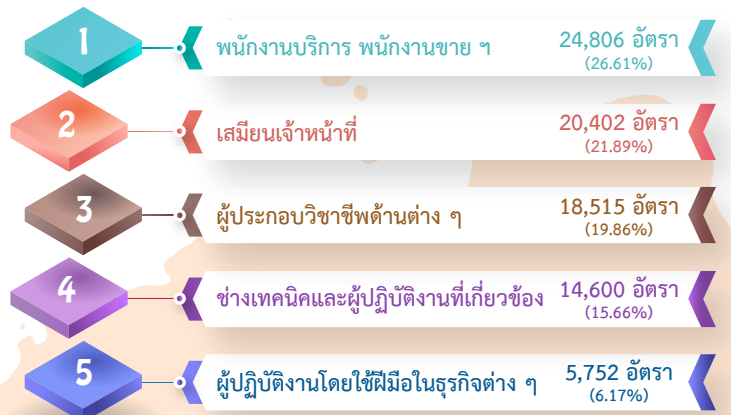 1
พนักงานบริการ พนักงานขาย ฯ
24,806 อัตรา
(26.61%)
2
เสมียนเจ้าหน้าที่
20,402 อัตรา
(21.89%)
3
ผู้ประกอบวิชาชีพด้านต่าง ๆ
18,515 อัตรา
(19.86%)
4
ช่างเทคนิคและผู้ปฏิบัติงานที่เกี่ยวข้อง
14,600 อัตรา
(15.66%)
5
ผู้ปฏิบัติงานโดยใช้ฝีมือในธุรกิจต่าง ๆ
5,752 อัตรา
(6.17%)